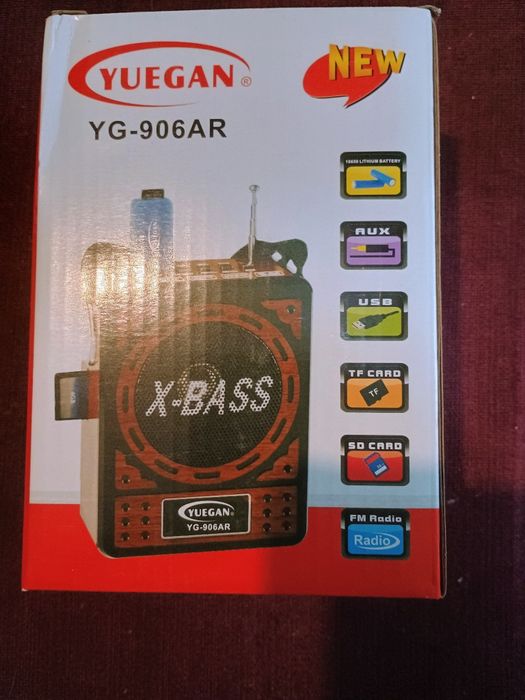 YUEGAN®
NEW
YG-906AR
18650 LITHIUM BATTERY
AUX
USB
TF CARD
TF
SD CARD
FM Radio
Radio
X-BASS
YUEGAN
YG-906AR